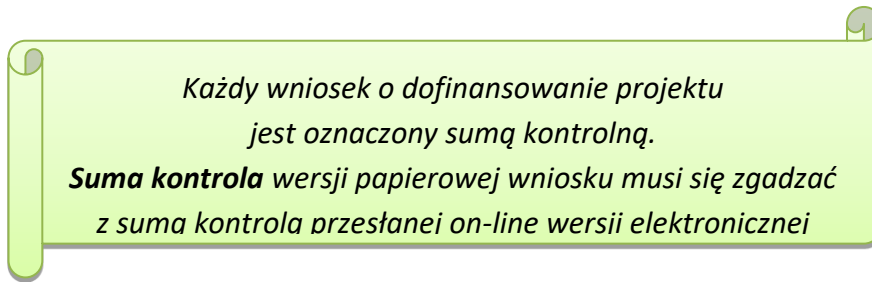 Każdy wniosek o dofinansowanie projektu
jest oznaczony sumą kontrolną.
Suma kontrola wersji papierowej wniosku musi się zgadzać
z sumą kontrolą przesłanej on-line wersji elektronicznej